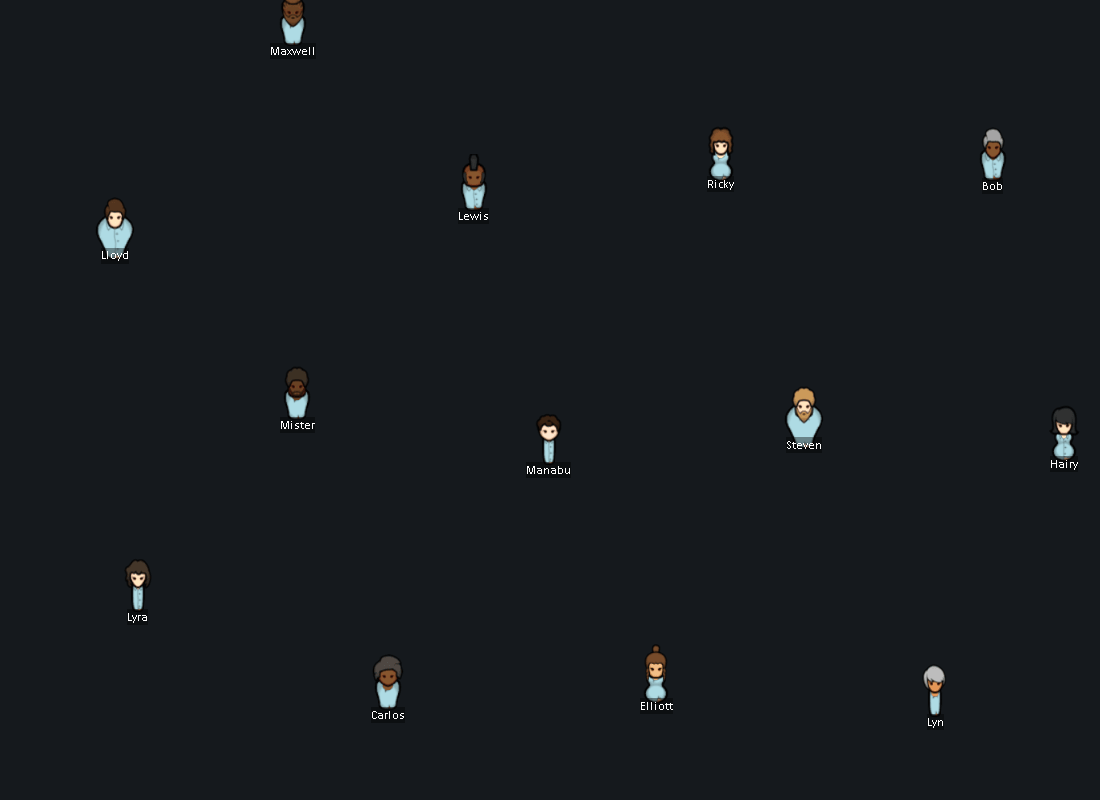 Maxwell
Ricky
Bob
Lewis
Lloyd
Mister
Steven
Hairy
Manabu
Lyra
Elliott
Carlos
Lyn